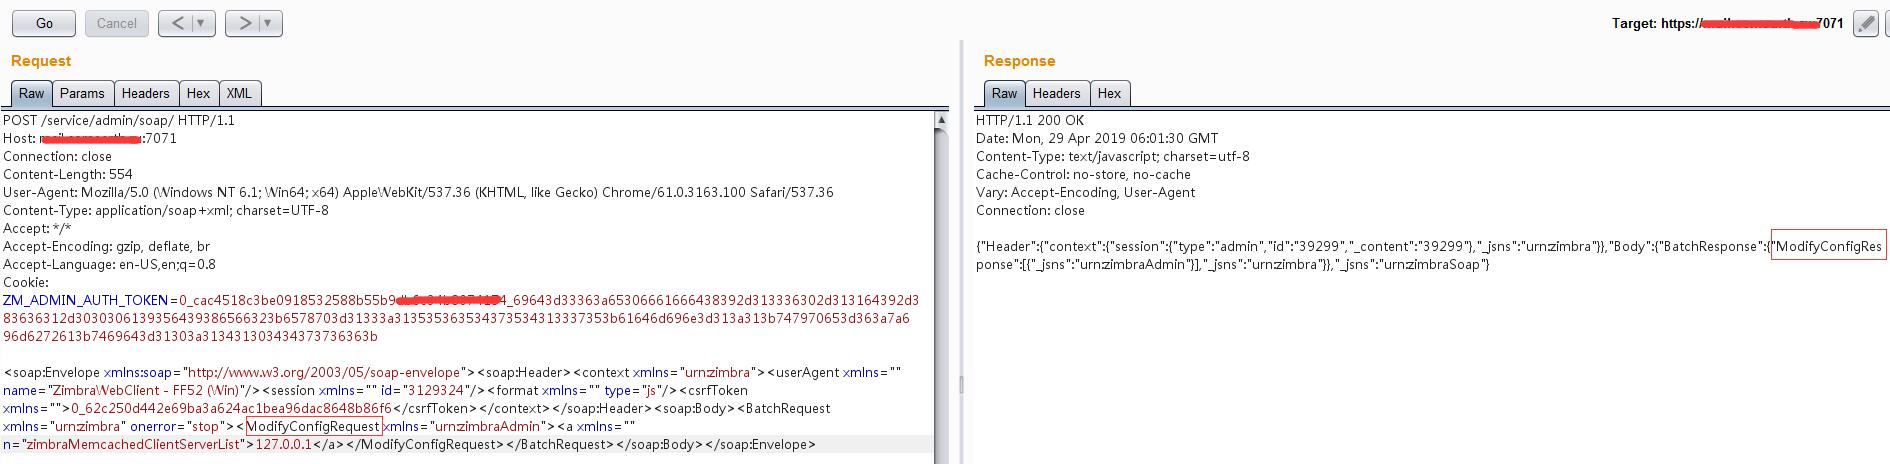 Go
Cancel
<
>
Target: https://
7071
Request
Response
Raw Params Headers Hex XML
Raw Headers Hex
POST /service/admin/soap/ HTTP/1.1
Host: :7071
Connection: close
Content-Length: 554
User-Agent: Mozilla/5.0 (Windows NT 6.1; Win64; x64) AppleWebKit/537.36 (KHTML, like Gecko) Chrome/61.0.3163.100 Safari/537.36
Content-Type: application/soap+xml; charset=UTF-8
Accept: */*
Accept-Encoding: gzip, deflate, br
Accept-Language: en-US,en;q=0.8
Cookie:
ZM_ADMIN_AUTH_TOKEN=0_cac4518c3be0918532588b55b9 4_69643d33363a65306661666438392d313336302d313164392d3
83636312d3030306139356439386566323b6578703d31333a313535363534373534313337353b61646d696e3d313a313b747970653d363a7a6
96d6272613b7469643d31303a313431303434373736363b
<soap:Envelope xmlns:soap="http://www.w3.org/2003/05/soap-envelope"><soap:Header><context xmlns="urn:zimbra"><userAgent xmlns=""
name="ZimbraWebClient - FF52 (Win)"/><session xmlns="" id="3129324"/><format xmlns="" type="js"/><csrfToken
xmlns="">0_62c250d442e69ba3a624ac1bea96dac8648b86f6</csrfToken></context></soap:Header><soap:Body><BatchRequest
xmlns="urn:zimbra" onerror="stop"><ModifyConfigRequest xmlns="urn:zimbraAdmin"><a xmlns=""
n="zimbraMemcachedClientServerList">127.0.0.1</a></ModifyConfigRequest></BatchRequest></soap:Body></soap:Envelope>
HTTP/1.1 200 OK
Date: Mon, 29 Apr 2019 06:01:30 GMT
Content-Type: text/javascript; charset=utf-8
Cache-Control: no-store, no-cache
Vary: Accept-Encoding, User-Agent
Connection: close
{"Header":{"context":{"session":{"type":"admin","id":"39299","_content":"39299"},"_jsns":"urn:zimbra"}},"Body":{"BatchResponse":{"ModifyConfigRes
ponse":[{"_jsns":"urn:zimbraAdmin"}],"_jsns":"urn:zimbra"}},"_jsns":"urn:zimbraSoap"}